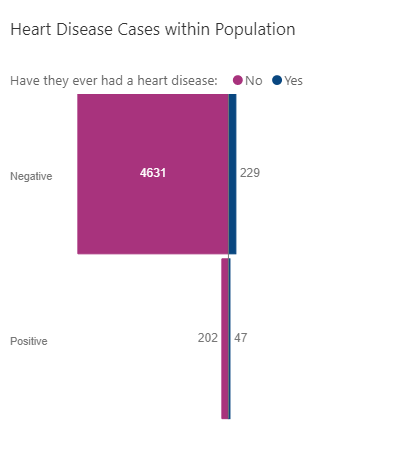 Heart Disease Cases within Population
Have they ever had a heart disease: No Yes
Negative 4631 229
Positive 202 47